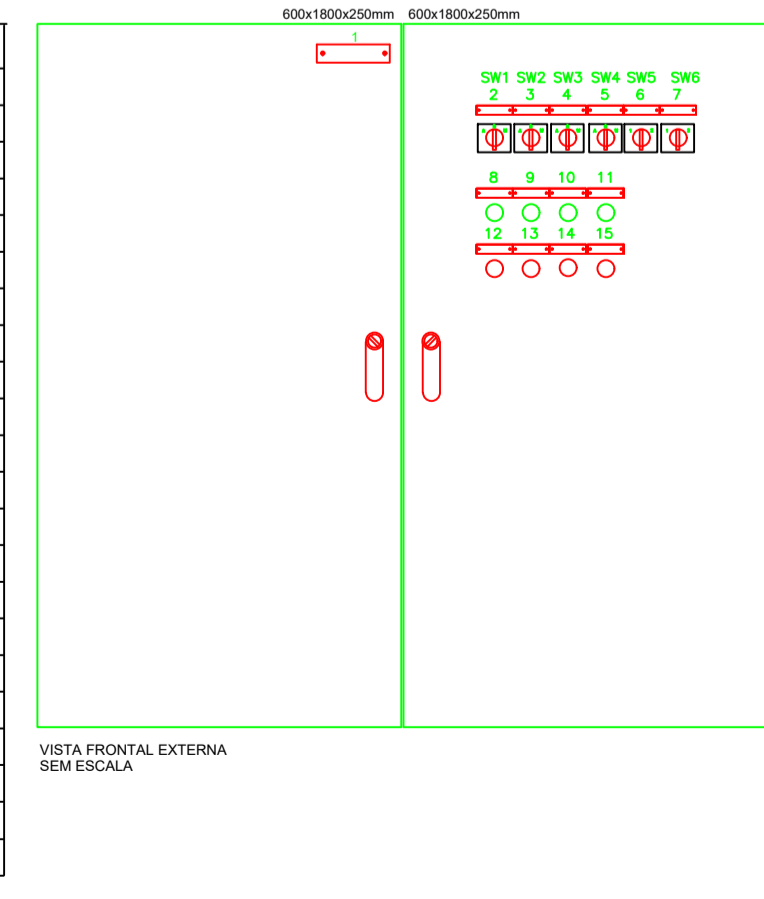 600x1800x250mm 600x1800x250mm
1
SW1 SW2 SW3 SW4 SW5 SW6
2 3 4 5 6 7
8 9 10 11
12 13 14 15
VISTA FRONTAL EXTERNA
SEM ESCALA